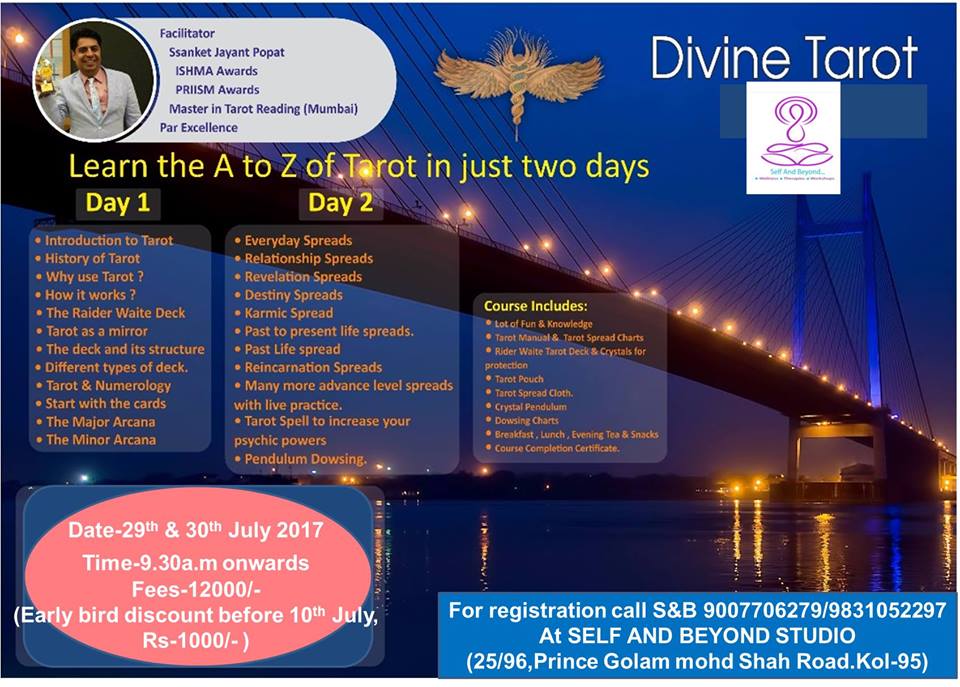 Facilitator
Ssanket Jayant Popat
ISHMA Awards
PRIISM Awards
Master in Tarot Reading (Mumbai)
Par Excellence
Divine Tarot
Self And Beyond...
A Wellness & Therapies & Workshops
Learn the A to Z of Tarot in just two days
Day 1
• Introduction to Tarot
• History of Tarot
• Why use Tarot ?
• How it works ?
• The Raider Waite Deck
• Tarot as a mirror
• The deck and its structure
• Different types of deck.
• Tarot & Numerology
• Start with the cards
• The Major Arcana
• The Minor Arcana
Day 2
• Everyday Spreads
• Relationship Spreads
• Revelation Spreads
• Destiny Spreads
• Karmic Spread
• Past to present life spreads.
• Past Life spread
• Reincarnation Spreads
• Many more advance level spreads
with live practice.
• Tarot Spell to increase your
psychic powers
• Pendulum Dowsing.
Course Includes:
• Lot of Fun & Knowledge
• Tarot Manual & Tarot Spread Charts
• Rider Waite Tarot Deck & Crystals for
protection
• Tarot Pouch
• Tarot Spread Cloth.
• Crystal Pendulum
• Dowsing Charts
• Breakfast , Lunch , Evening Tea & Snacks
• Course Completion Certificate.
Date-29th & 30th July 2017
Time-9.30a.m onwards
Fees-12000/-
(Early bird discount before 10th July,
Rs-1000/- )
For registration call S&B 9007706279/9831052297
At SELF AND BEYOND STUDIO
(25/96,Prince Golam mohd Shah Road.Kol-95)